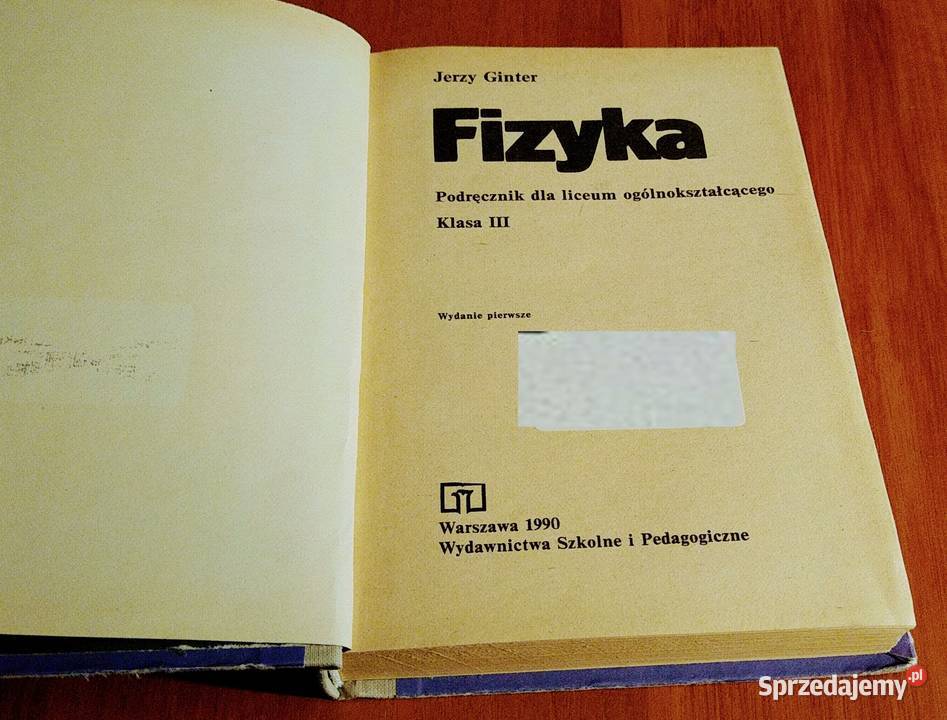 Jerzy Ginter
Fizyka
Podręcznik dla liceum ogólnokształcącego
Klasa III
Wydanie pierwsze
Warszawa 1990
Wydawnictwa Szkolne i Pedagogiczne
Sprzedajemy.pl